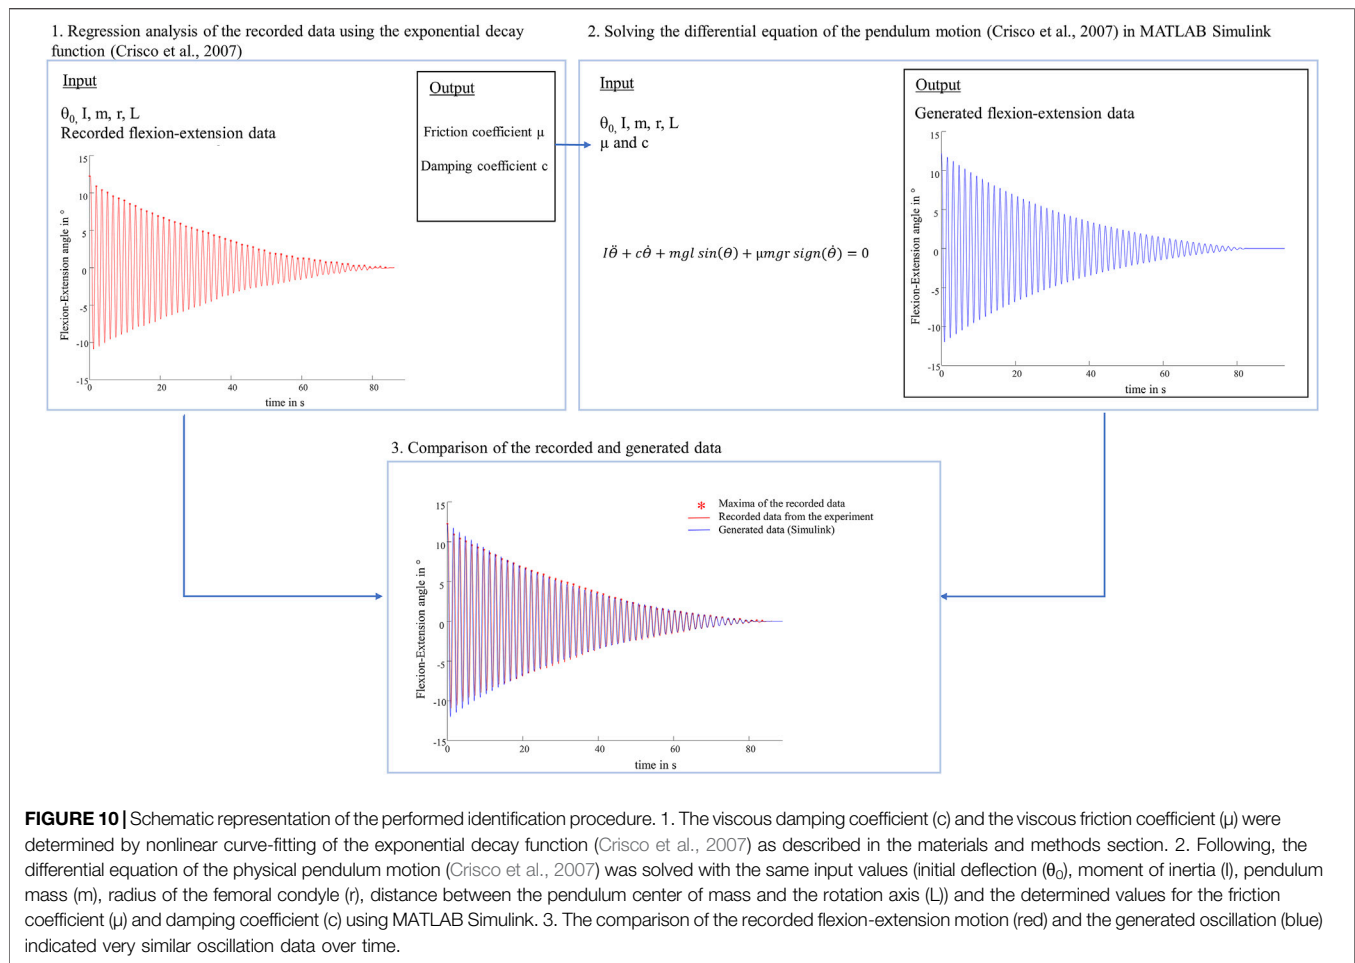 1. Regression analysis of the recorded data using the exponential decay
function (Crisco et al., 2007)
Input
θ0, I, m, r, L
Recorded flexion-extension data
Output
Friction coefficient μ
Damping coefficient c
15
10
5
0
-5
-10
-15
Flexion-Extension angle in °
0 20 40 60 80
time in s
2. Solving the differential equation of the pendulum motion (Crisco et al., 2007) in MATLAB Simulink
Input
θ0, I, m, r, L
μ and c
Iθ̈ + cθ̇ + mgl sin(θ) + μmgr sign(θ̇) = 0
Output
Generated flexion-extension data
15
10
5
0
-5
-10
-15
Flexion-Extension angle in °
0 20 40 60 80
time in s
3. Comparison of the recorded and generated data
* Maxima of the recorded data
Recorded data from the experiment
Generated data (Simulink)
15
10
5
0
-5
-10
-15
Flexion-Extension angle in °
0 20 40 60 80
time in s
FIGURE 10 | Schematic representation of the performed identification procedure. 1. The viscous damping coefficient (c) and the viscous friction coefficient (μ) were
determined by nonlinear curve-fitting of the exponential decay function (Crisco et al., 2007) as described in the materials and methods section. 2. Following, the
differential equation of the physical pendulum motion (Crisco et al., 2007) was solved with the same input values (initial deflection (θ0), moment of inertia (I), pendulum
mass (m), radius of the femoral condyle (r), distance between the pendulum center of mass and the rotation axis (L)) and the determined values for the friction
coefficient (μ) and damping coefficient (c) using MATLAB Simulink. 3. The comparison of the recorded flexion-extension motion (red) and the generated oscillation (blue)
indicated very similar oscillation data over time.